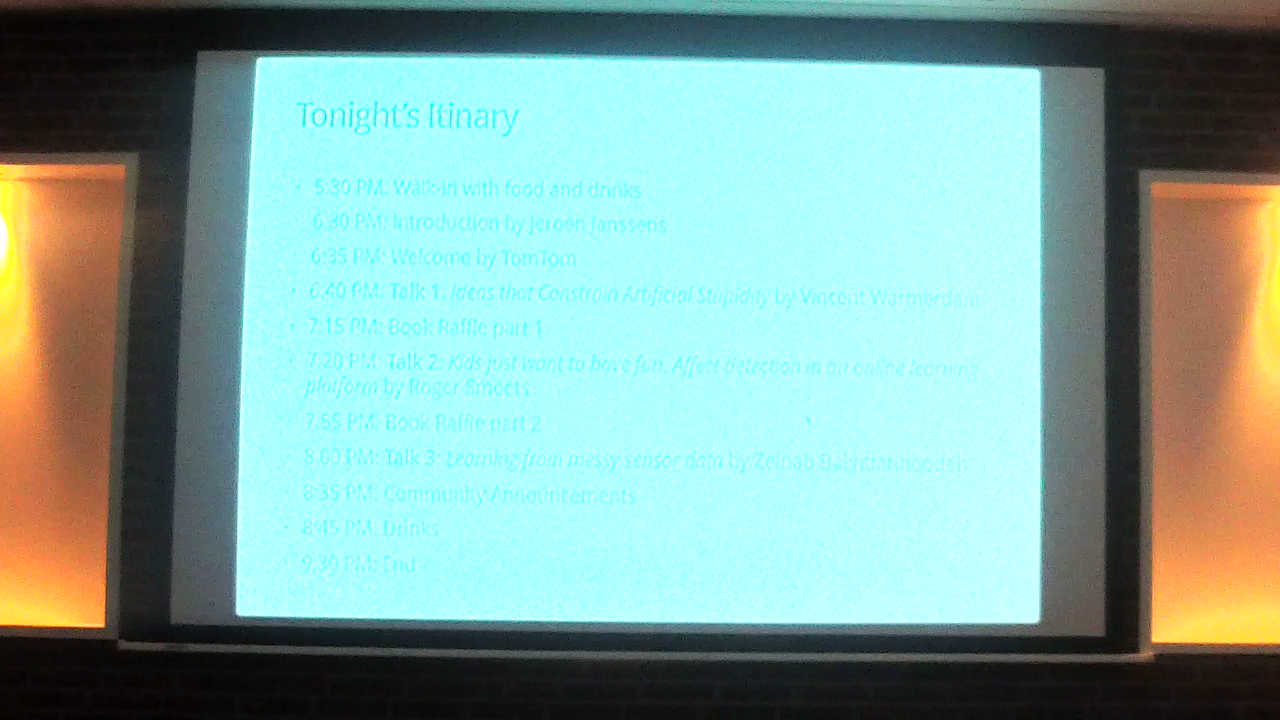 Tonight's Itinary
• 5:30 PM: Walk-in with food and drinks
• 6:30 PM: Introduction by Jeroen Janssens
• 6:35 PM: Welcome by TomTom
• 6:40 PM: Talk 1: Ideas that Constrain Artificial Stupidity by Vincent Warmerdam
• 7:15 PM: Book Raffle part 1
• 7:20 PM: Talk 2: Kids just want to have fun. Affect detection in an online learning
platform by Roger Smeets
• 7:55 PM: Book Raffle part 2
• 8:00 PM: Talk 3: Learning from messy sensor data by Zeinab
• 8:35 PM: Community Announcements
• 8:45 PM: Drinks
• 9:30 PM: End